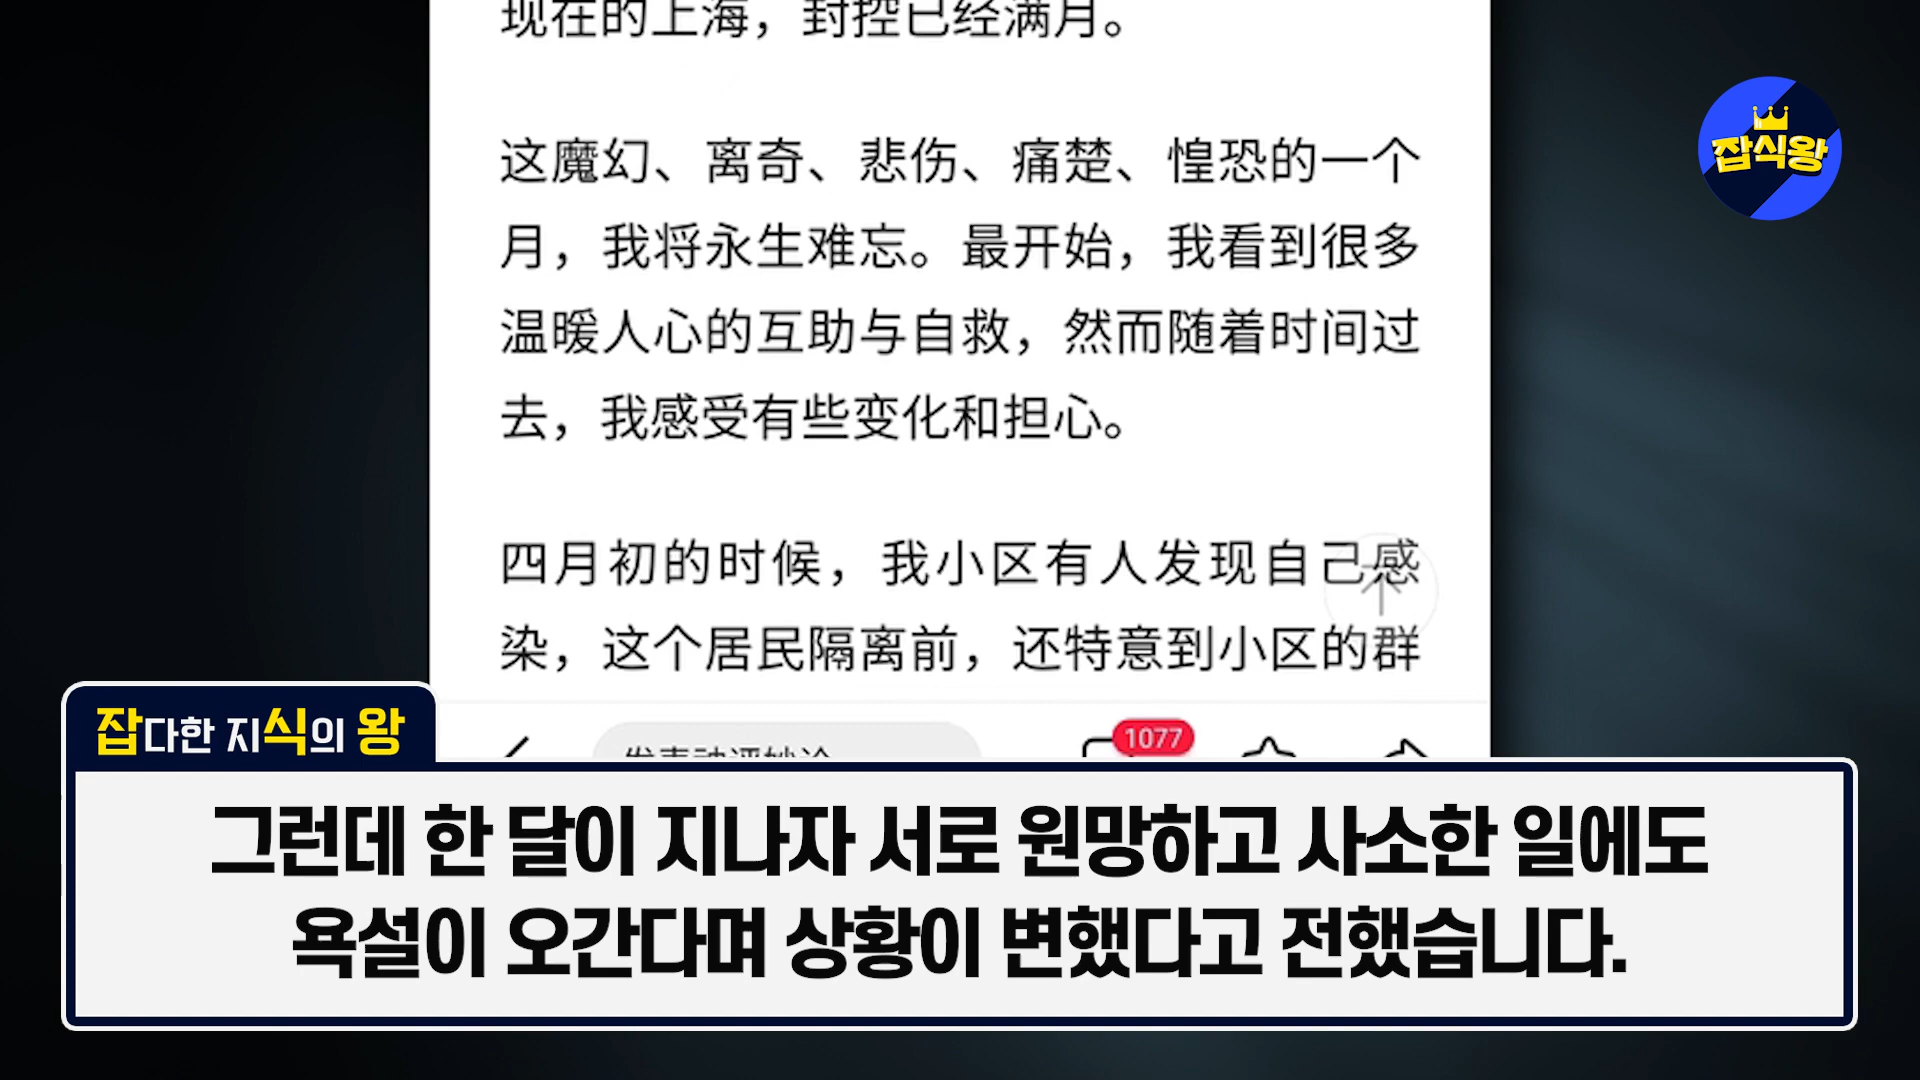 现在的上海，封控已经满月。
这魔幻、离奇、悲伤、痛楚、惶恐的一个
月，我将永生难忘。最开始，我看到很多
温暖人心的互助与自救，然而随着时间过
去，我感受有些变化和担心。
四月初的时候，我小区有人发现自己感
染，这个居民隔离前，还特意到小区的群
1077
잡식왕
잡다한 지식의 왕
그런데 한 달이 지나자 서로 원망하고 사소한 일에도
욕설이 오간다며 상황이 변했다고 전했습니다.